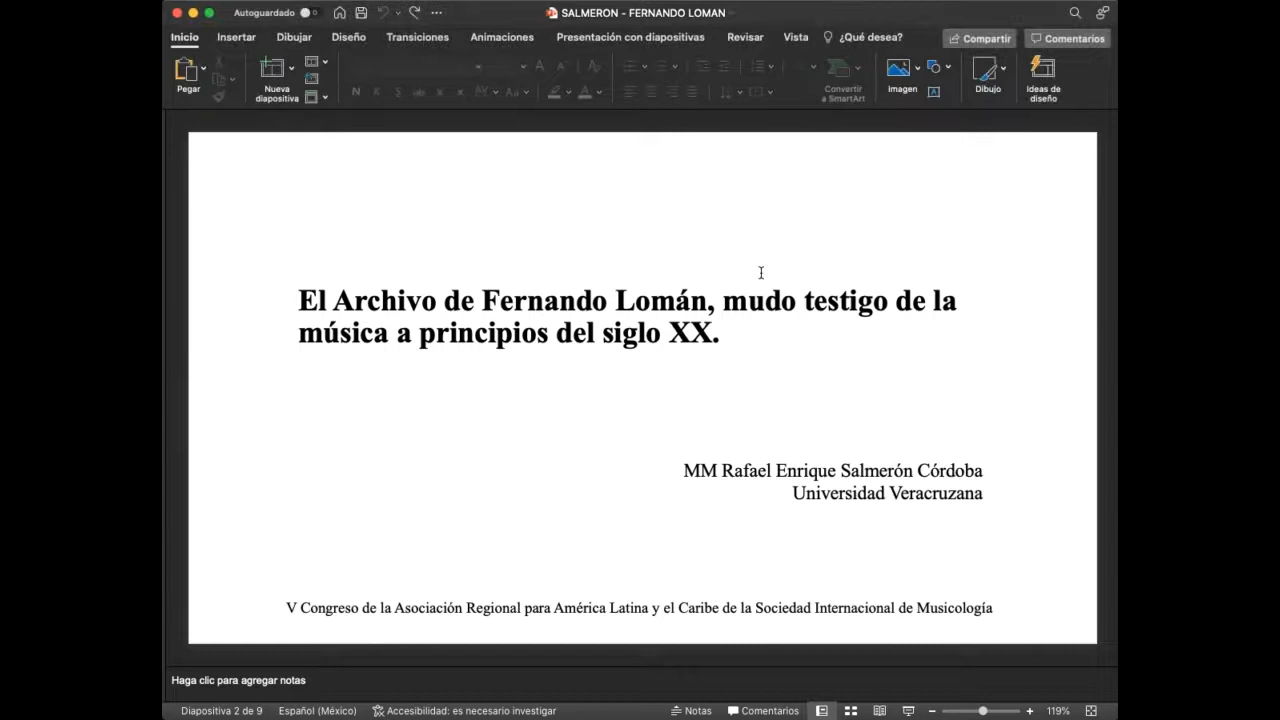 Autoguardado
SALMERON - FERNANDO LOMAN
Inicio Insertar Dibujar Diseño Transiciones Animaciones Presentación con diapositivas Revisar Vista ¿Qué desea? Compartir Comentarios
Pegar
Nueva
diapositiva
N K S
Convertir
a SmartArt
Imagen
Dibujo
Ideas de
diseño
El Archivo de Fernando Lomán, mudo testigo de la
música a principios del siglo XX.
MM Rafael Enrique Salmerón Córdoba
Universidad Veracruzana
V Congreso de la Asociación Regional para América Latina y el Caribe de la Sociedad Internacional de Musicología
Haga clic para agregar notas
Diapositiva 2 de 9 Español (México) Accesibilidad: es necesario investigar Notas Comentarios 119%